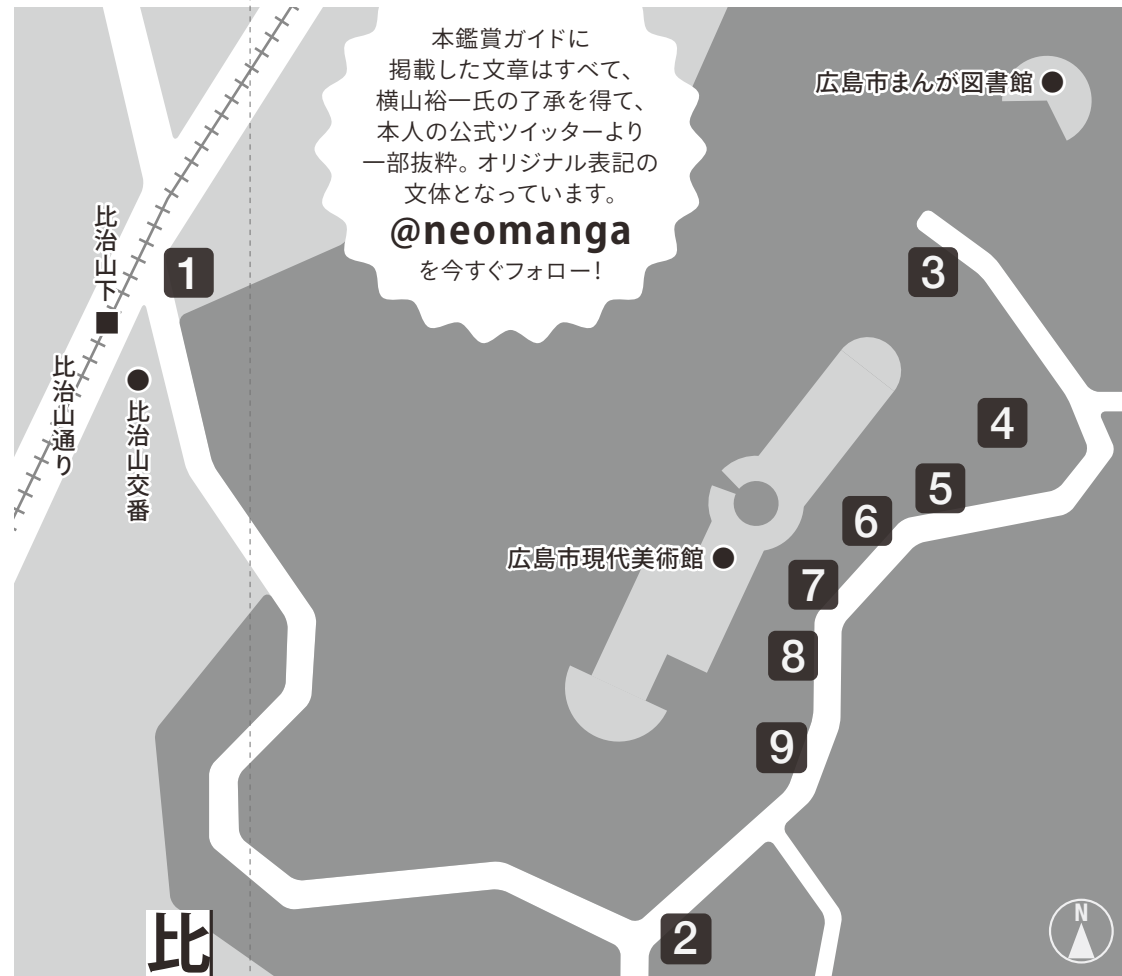 本鑑賞ガイドに
掲載した文章はすべて、
横山裕一氏の了承を得て、
本人の公式ツイッターより
一部抜粋。オリジナル表記の
文体となっています。
@neomanga
を今すぐフォロー！
広島市まんが図書館
比治山下
1
3
比治山通り
比治山交番
4
5
6
広島市現代美術館
7
8
9
2
N
比